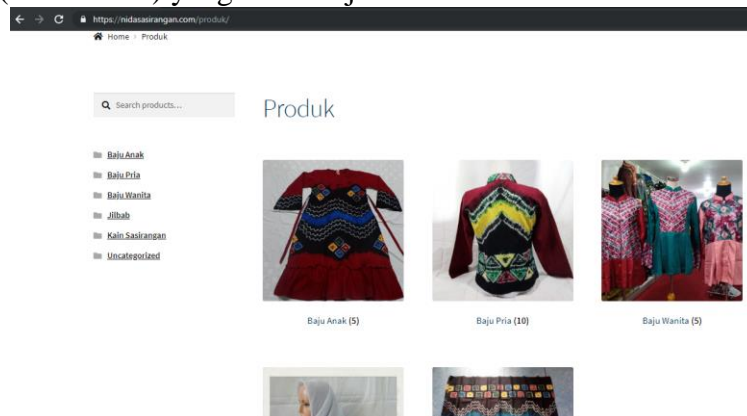 yang
https://nidasasirangan.com/produk/
Home › Produk
Search products...
Produk
Baju Anak
Baju Pria
Baju Wanita
Jilbab
Kain Sasirangan
Uncategorized
Baju Anak (5)
Baju Pria (10)
Baju Wanita (5)